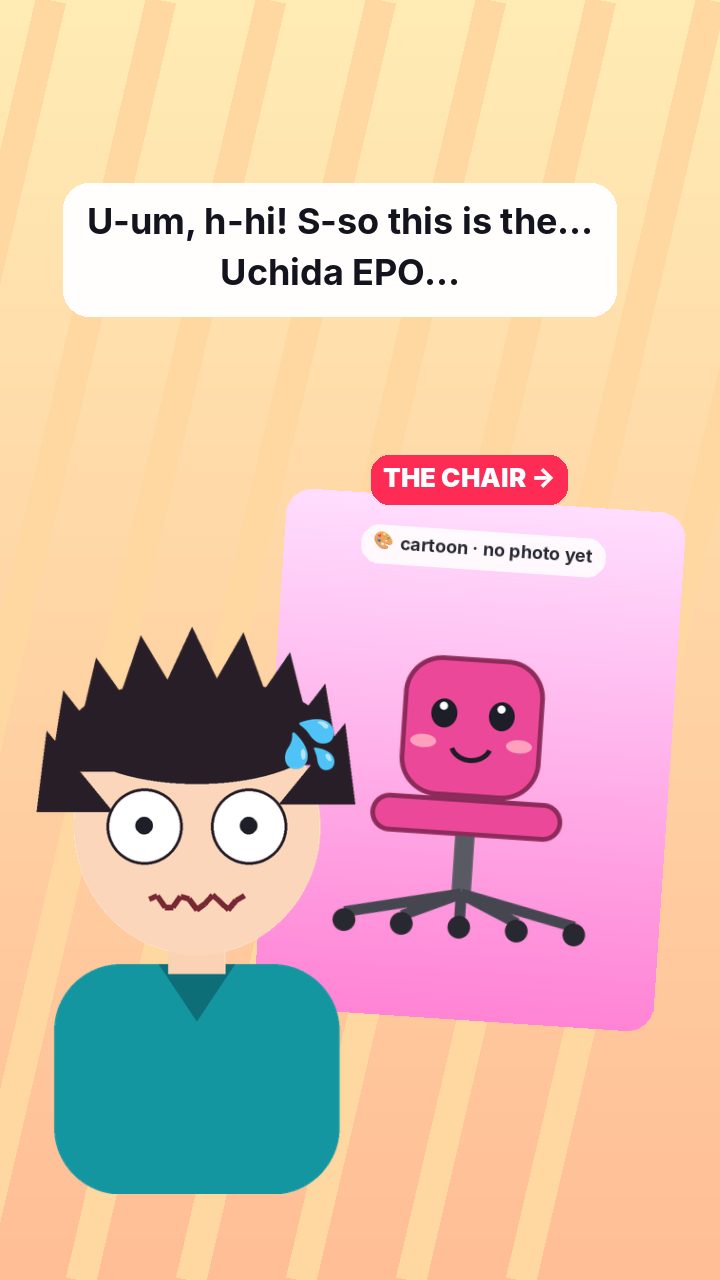 U-um, h-hi! S-so this is the...
Uchida EPO...
THE CHAIR →
🎨 cartoon · no photo yet